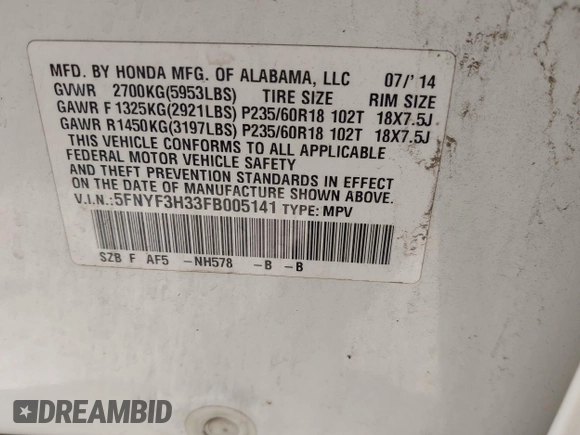 MFD. BY HONDA MFG. OF ALABAMA, LLC 07/' 14
GVWR 2700KG(5953LBS) TIRE SIZE RIM SIZE
GAWR F 1325KG(2921LBS) P235/60R18 102T 18X7.5J
GAWR R1450KG(3197LBS) P235/60R18 102T 18X7.5J
THIS VEHICLE CONFORMS TO ALL APPLICABLE
FEDERAL MOTOR VEHICLE SAFETY
AND THEFT PREVENTION STANDARDS IN EFFECT
ON THE DATE OF MANUFACTURE SHOWN ABOVE.
V.I.N.:5FNYF3H33FB005141 TYPE: MPV
SZB F AF5 -NH578 -B -B
DREAMBID